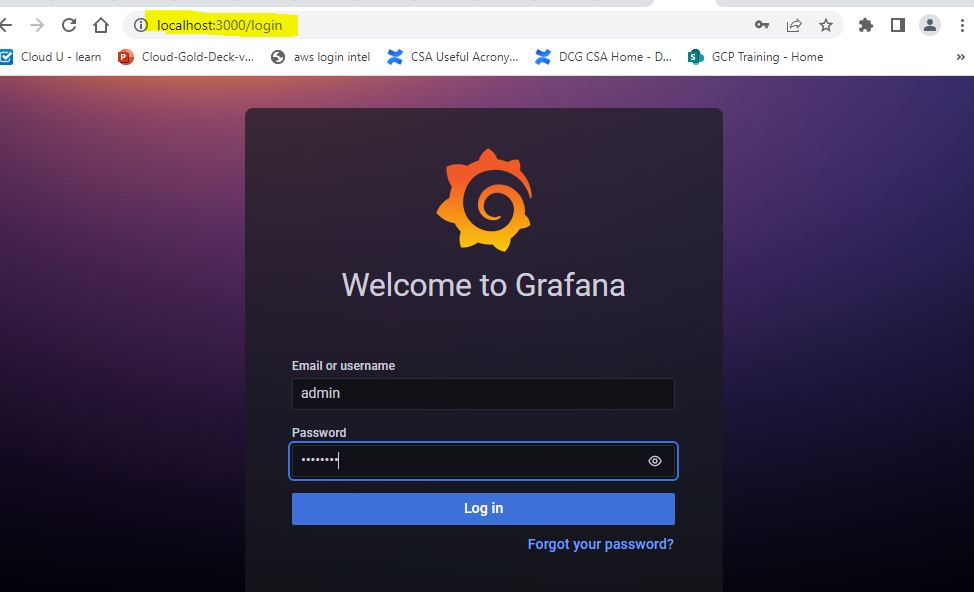 localhost:3000/login
Cloud U - learn Cloud-Gold-Deck-v... aws login intel CSA Useful Acrony... DCG CSA Home - D... GCP Training - Home »
Welcome to Grafana
Email or username
admin
Password
••••••••
Log in
Forgot your password?